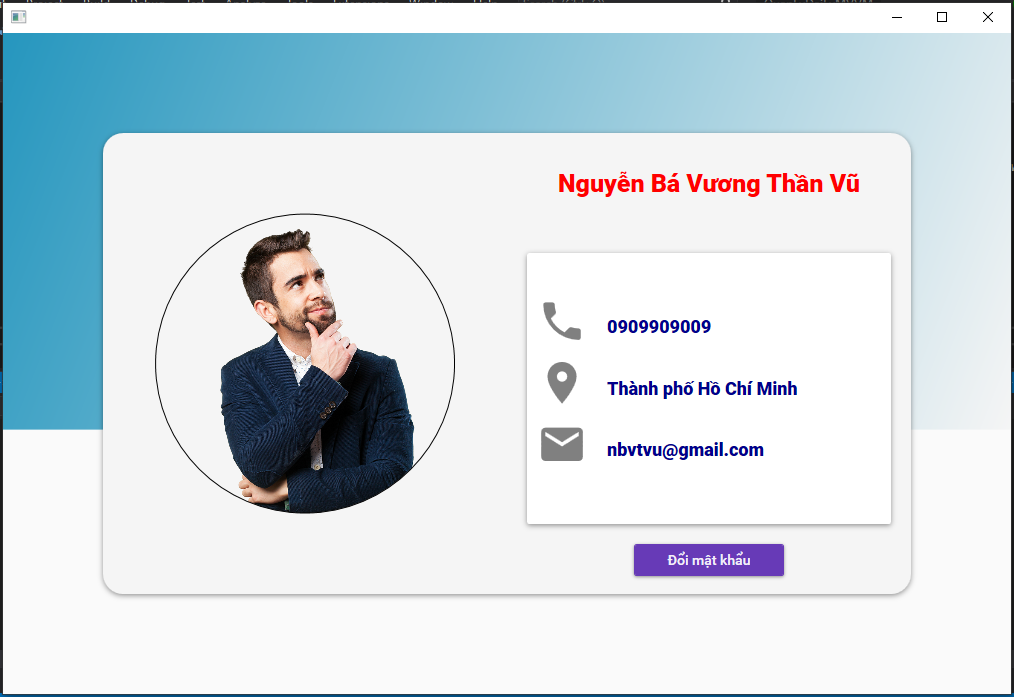 Nguyễn Bá Vương Thần Vũ
0909909009
Thành phố Hồ Chí Minh
nbvtvu@gmail.com
Đổi mật khẩu